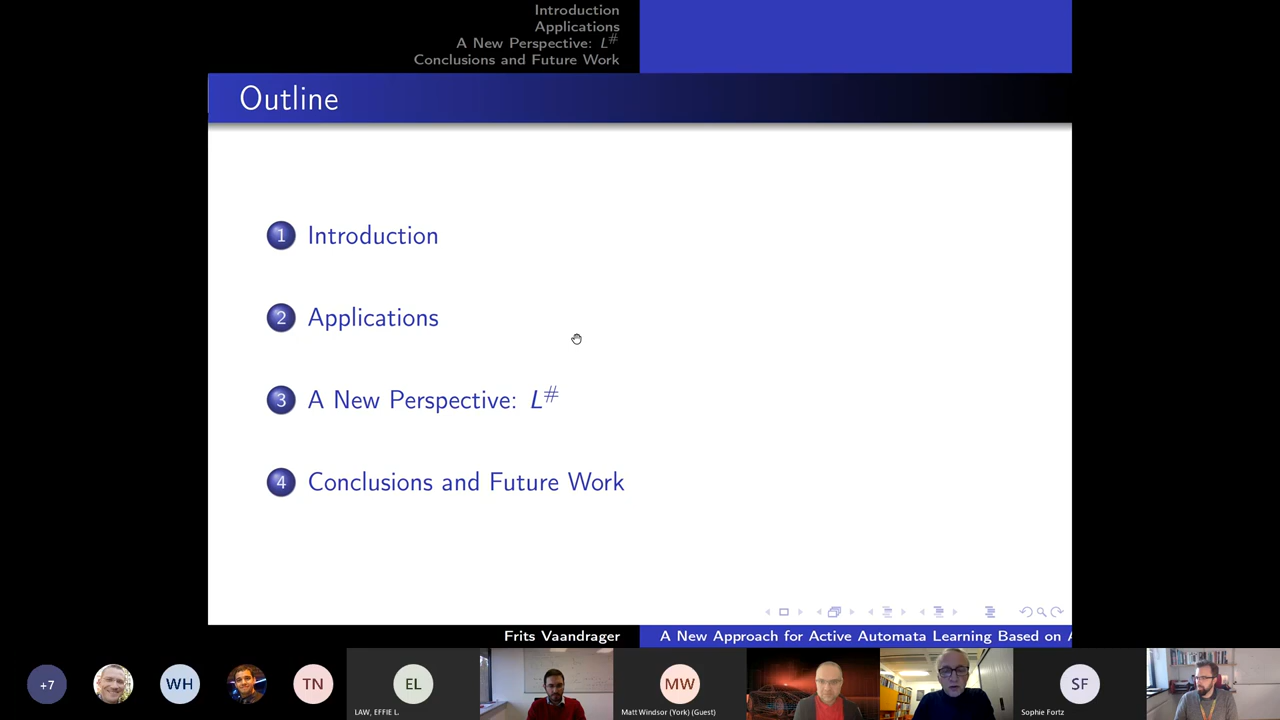 Introduction
Applications
A New Perspective: L#
Conclusions and Future Work
Outline
1 Introduction
2 Applications
3 A New Perspective: L#
4 Conclusions and Future Work
Frits Vaandrager
A New Approach for Active Automata Learning Based on A
+7
WH
TN
EL
LAW, EFFIE L.
MW
Matt Windsor (York) (Guest)
SF
Sophie Fortz